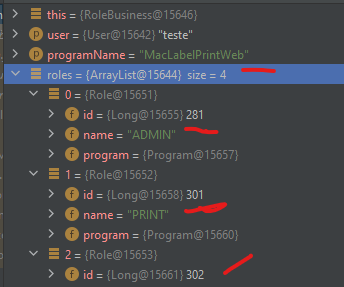 this = {RoleBusiness@15646}
user = {User@15642} "teste"
programName = "MacLabelPrintWeb"
roles = {ArrayList@15644} size = 4
0 = {Role@15651}
id = {Long@15655} 281
name = "ADMIN"
program = {Program@15657}
1 = {Role@15652}
id = {Long@15658} 301
name = "PRINT"
program = {Program@15660}
2 = {Role@15653}
id = {Long@15661} 302